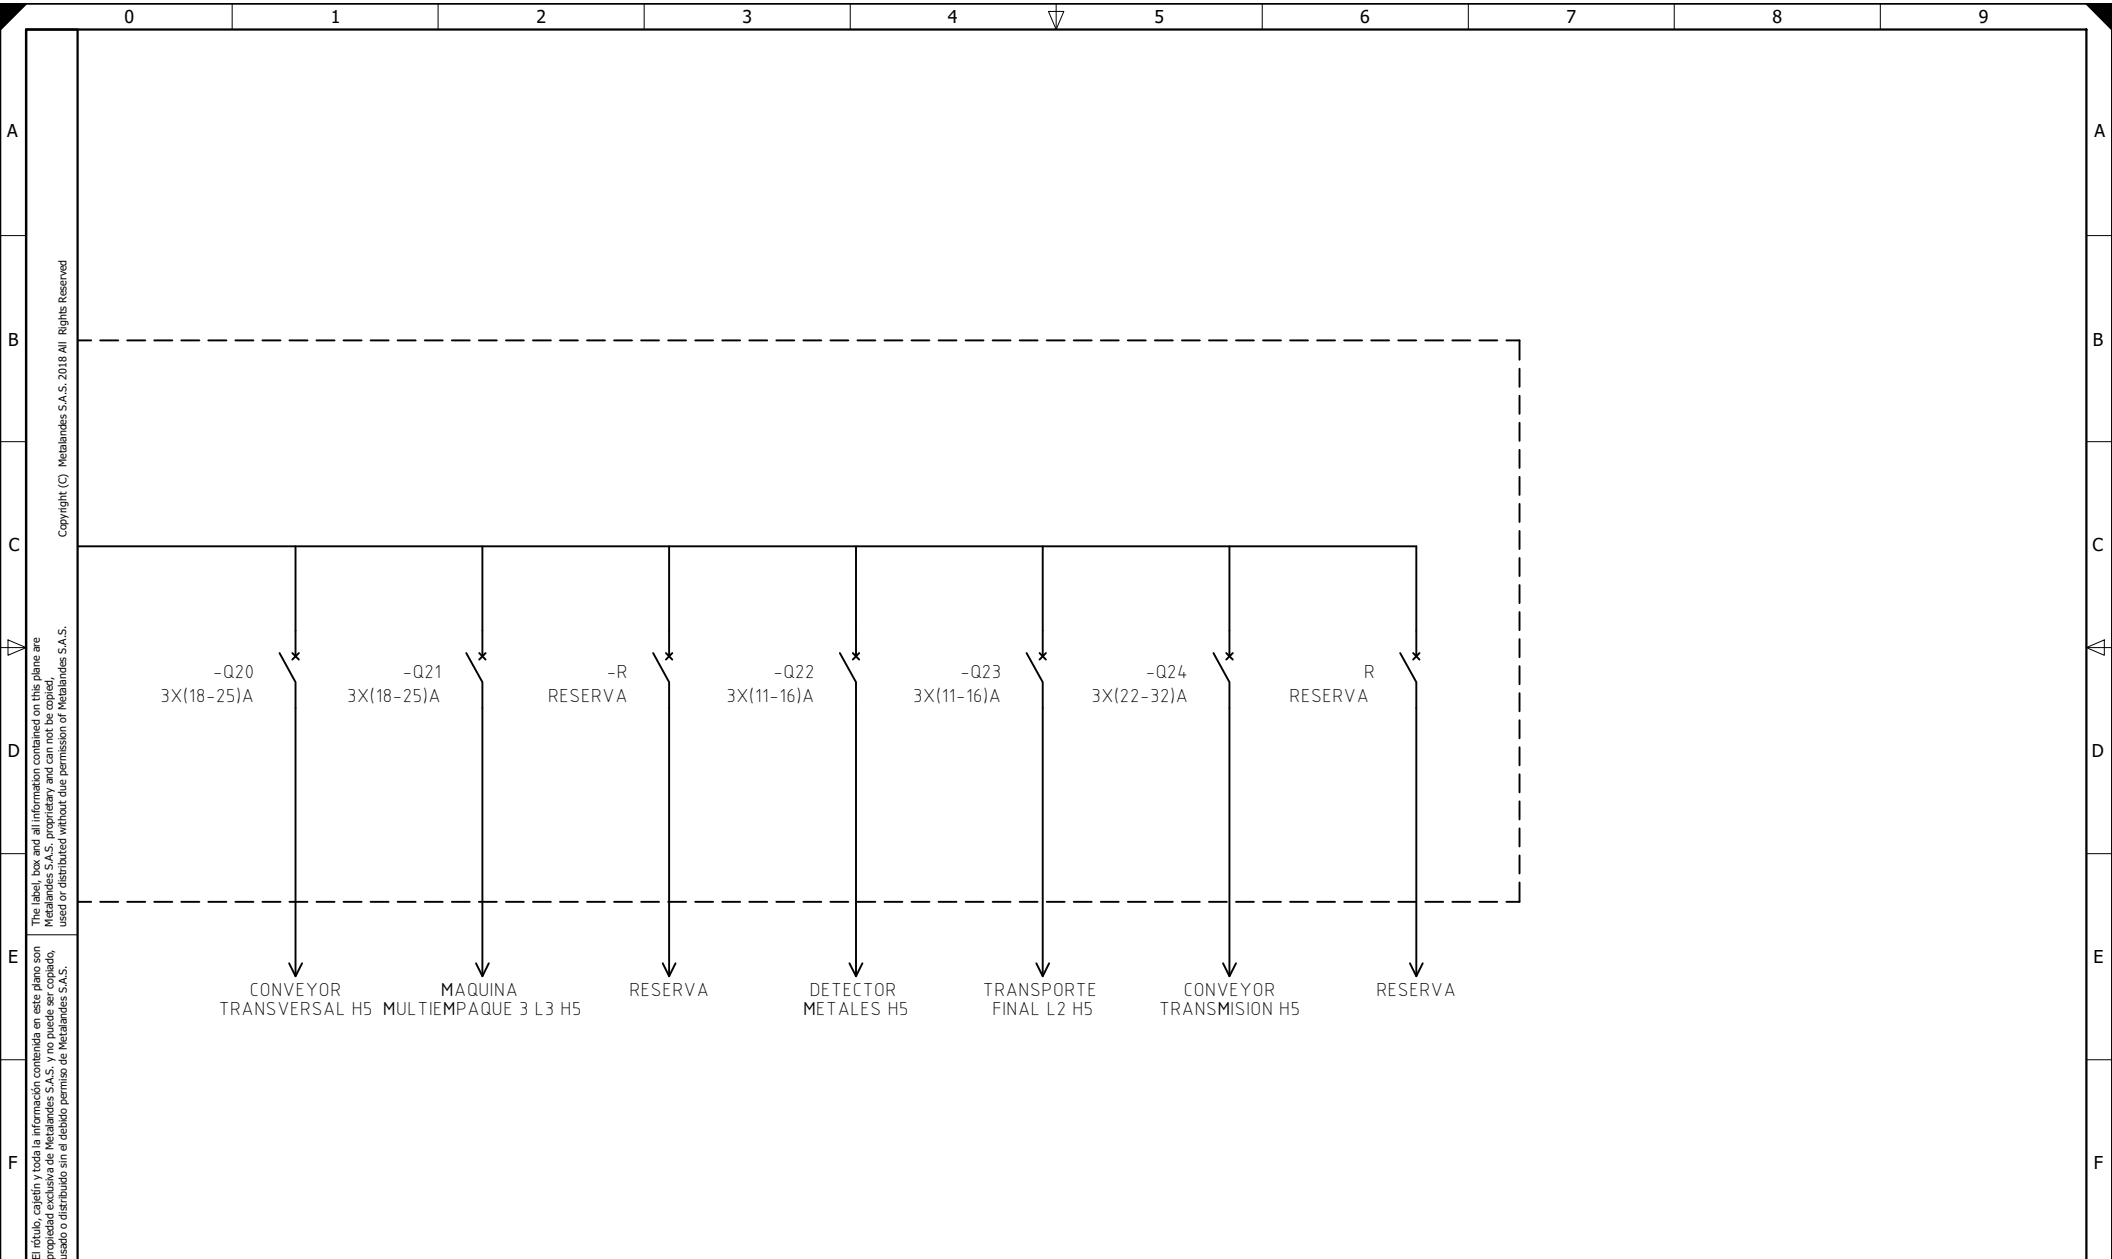 0 1 2 3 4 5 6 7 8 9
A A
B B
C C
D D
E E
F F
Copyright (C) Metalandes S.A.S. 2018 All Rights Reserved
The label, box and all information contained on this plane are
Metalandes S.A.S. proprietary and can not be copied,
used or distributed without due permission of Metalandes S.A.S.
El rótulo, cajetín y toda la información contenida en este plano son
propiedad exclusiva de Metalandes S.A.S. y no puede ser copiado,
usado o distribuido sin el debido permiso de Metalandes S.A.S.
-Q20
3X(18-25)A
-Q21
3X(18-25)A
-R
RESERVA
-Q22
3X(11-16)A
-Q23
3X(11-16)A
-Q24
3X(22-32)A
R
RESERVA
CONVEYOR
TRANSVERSAL H5
MAQUINA
MULTIEMPAQUE 3 L3 H5
RESERVA
DETECTOR
METALES H5
TRANSPORTE
FINAL L2 H5
CONVEYOR
TRANSMISION H5
RESERVA